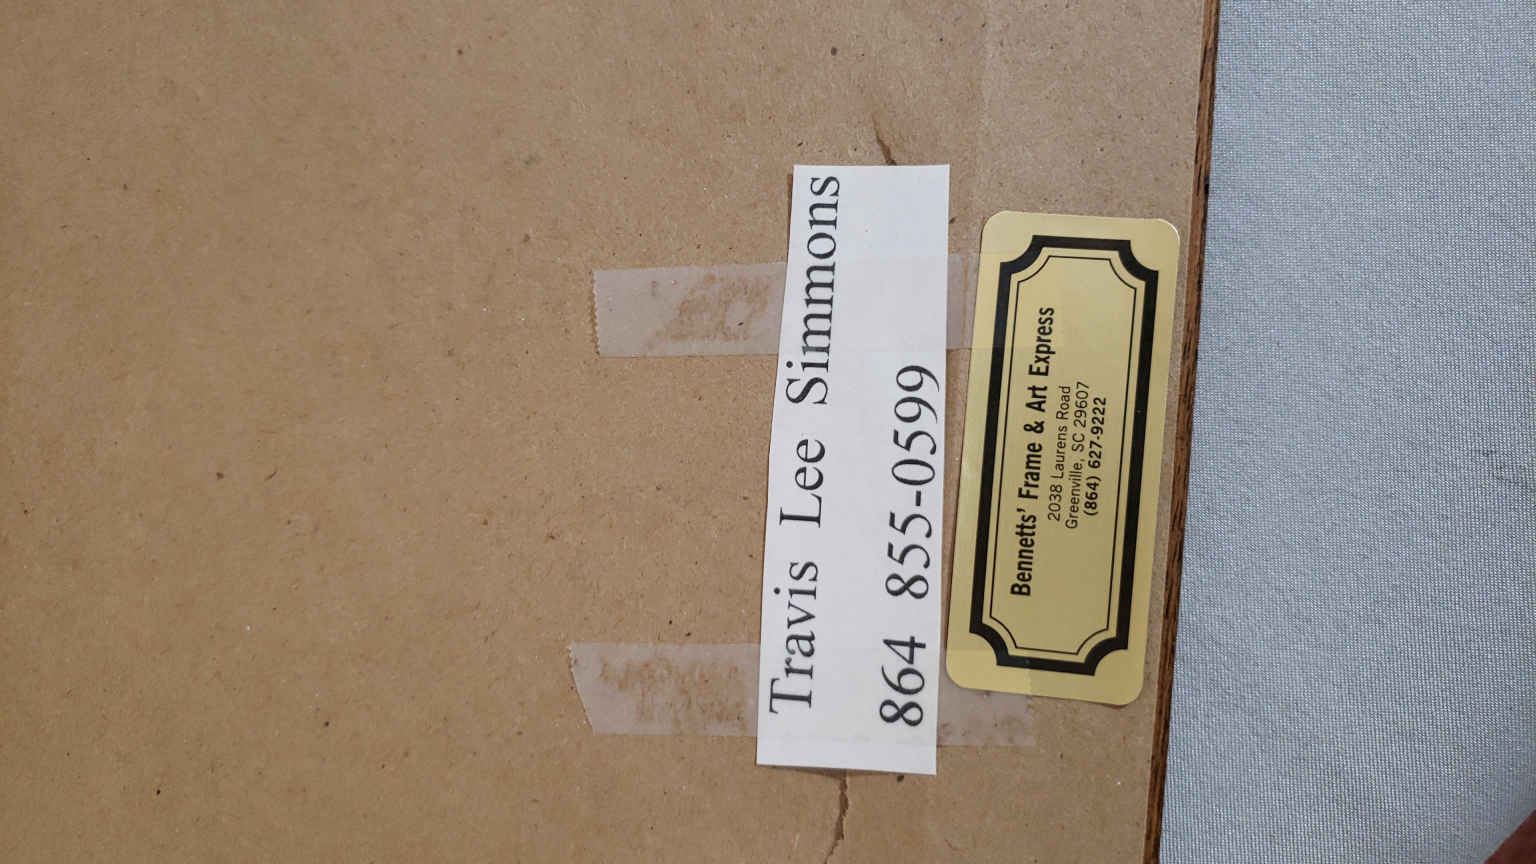 Travis Lee Simmons
864 855-0599
Bennetts' Frame & Art Express
2038 Laurens Road
Greenville, SC 29607
(864) 627-9222